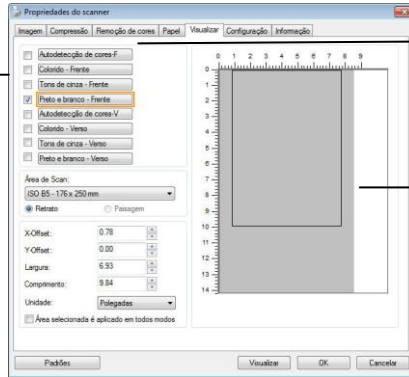 Propriedades do scanner
Imagem Compressão Remoção de cores Papel Visualizar Configuração Informação
Autodetecção de cores-F
Colorido - Frente
Tons de cinza - Frente
Preto e branco - Frente
Autodetecção de cores-V
Colorido - Verso
Tons de cinza - Verso
Preto e branco - Verso
Área de Scan:
ISO B5 - 176 x 250 mm
Retrato Paisagem
X-Offset: 0.78
Y-Offset: 0.00
Largura: 6.93
Comprimento: 9.84
Unidade: Polegadas
Área selecionada é aplicado em todos modos
0 1 2 3 4 5 6 7 8 9
0
1
2
3
4
5
6
7
8
9
10
11
12
13
14
Padrões Visualizar OK Cancelar